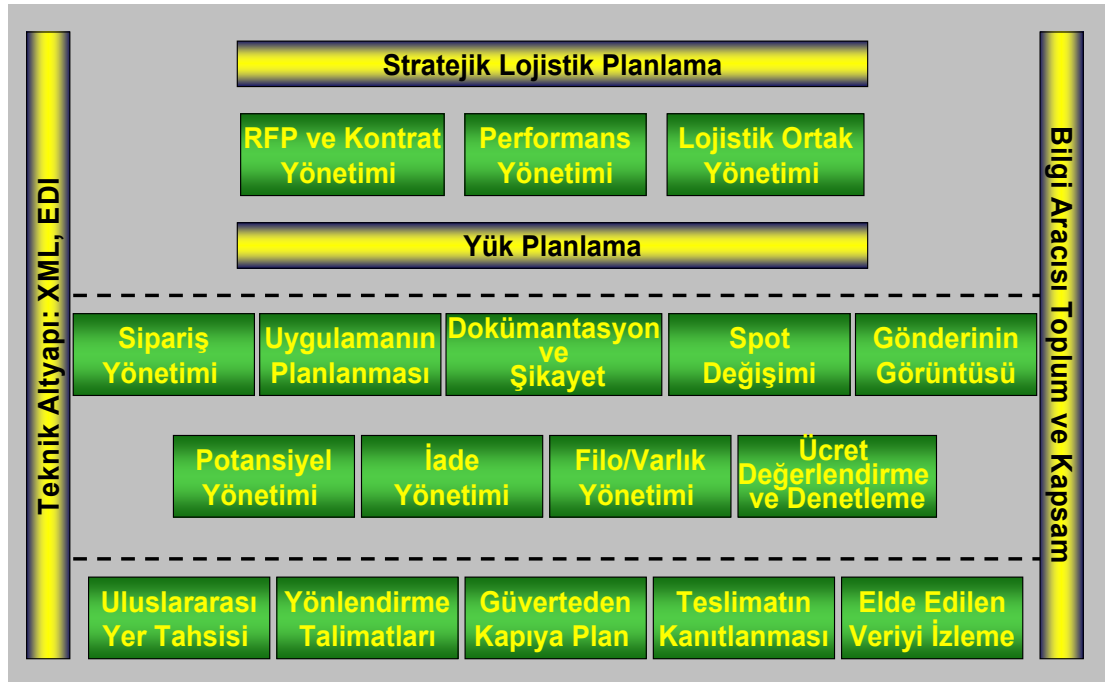 Stratejik Lojistik Planlama
RFP ve Kontrat
Yönetimi
Performans
Yönetimi
Lojistik Ortak
Yönetimi
Yük Planlama
Teknik Altyapı: XML, EDI
Bilgi Aracısı Toplum ve Kapsam
Sipariş
Yönetimi
Uygulamanın
Planlanması
Dokümantasyon
ve
Şikayet
Spot
Değişimi
Gönderinin
Görüntüsü
Potansiyel
Yönetimi
İade
Yönetimi
Filo/Varlık
Yönetimi
Ücret
Değerlendirme
ve Denetleme
Uluslararası
Yer Tahsisi
Yönlendirme
Talimatları
Güverteden
Kapıya Plan
Teslimatın
Kanıtlanması
Elde Edilen
Veriyi İzleme